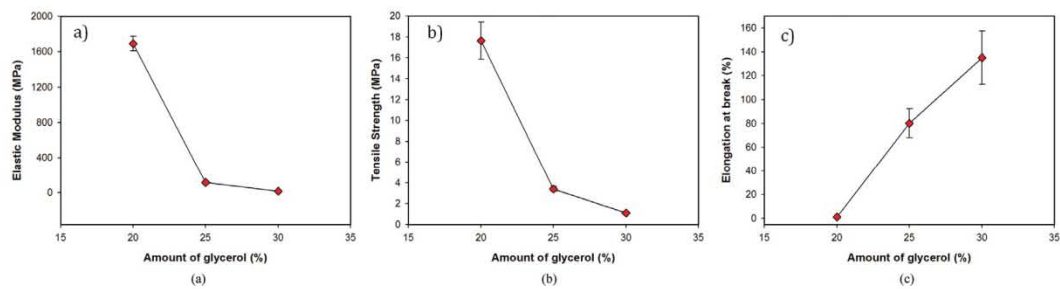 a)
Elastic Modulus (MPa)
2000
1600
1200
800
400
0
15 20 25 30 35
Amount of glycerol (%)
(a)
b)
Tensile Strength (MPa)
20
18
16
14
12
10
8
6
4
2
0
15 20 25 30 35
Amount of glycerol (%)
(b)
c)
Elongation at break (%)
160
140
120
100
80
60
40
20
0
15 20 25 30 35
Amount of glycerol (%)
(c)